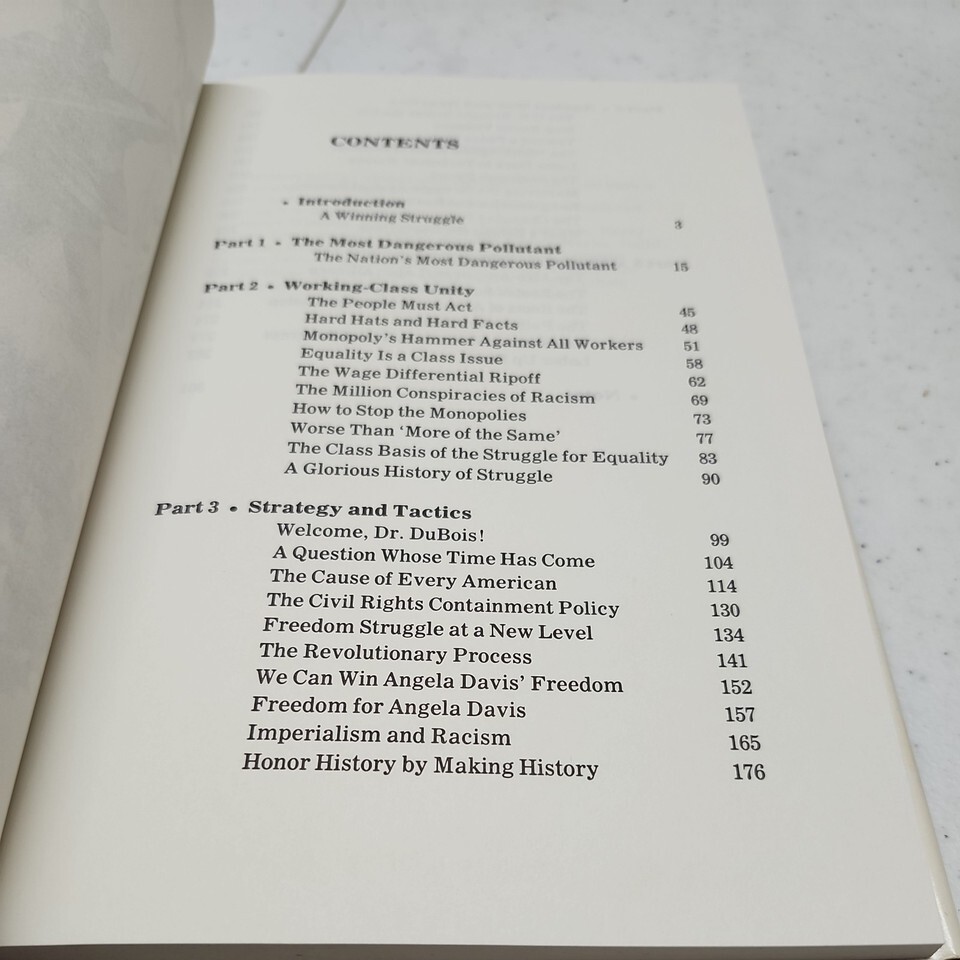 CONTENTS
• Introduction
A Winning Struggle 3
Part 1 • The Most Dangerous Pollutant
The Nation's Most Dangerous Pollutant 15
Part 2 • Working-Class Unity
The People Must Act 45
Hard Hats and Hard Facts 48
Monopoly's Hammer Against All Workers 51
Equality Is a Class Issue 58
The Wage Differential Ripoff 62
The Million Conspiracies of Racism 69
How to Stop the Monopolies 73
Worse Than 'More of the Same' 77
The Class Basis of the Struggle for Equality 83
A Glorious History of Struggle 90
Part 3 • Strategy and Tactics
Welcome, Dr. DuBois! 99
A Question Whose Time Has Come 104
The Cause of Every American 114
The Civil Rights Containment Policy 130
Freedom Struggle at a New Level 134
The Revolutionary Process 141
We Can Win Angela Davis' Freedom 152
Freedom for Angela Davis 157
Imperialism and Racism 165
Honor History by Making History 176